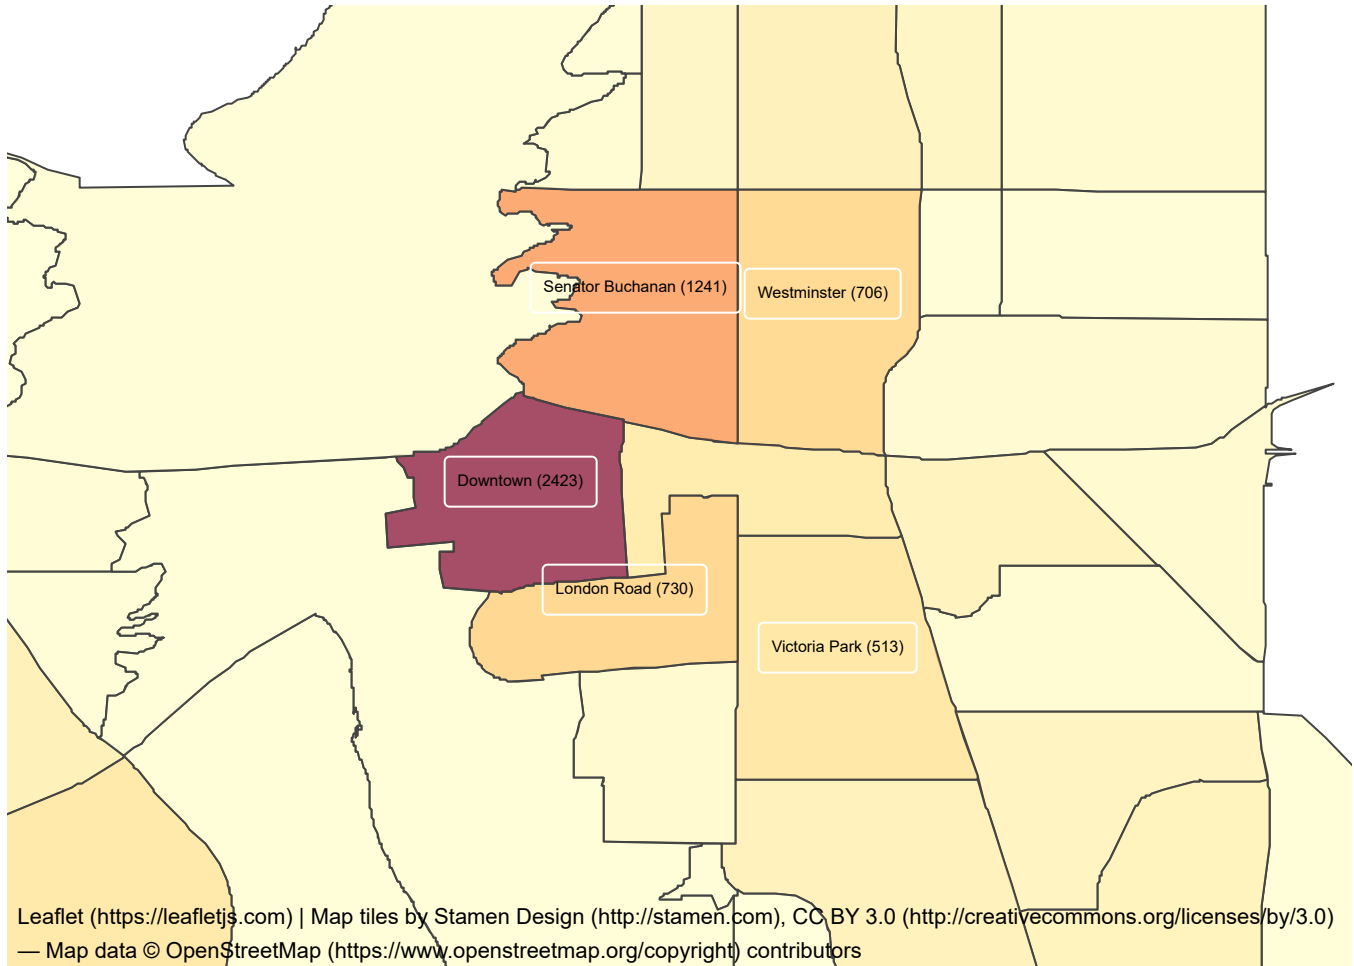 Senator Buchanan (1241)
Westminster (706)
Downtown (2423)
London Road (730)
Victoria Park (513)
Leaflet (https://leafletjs.com) | Map tiles by Stamen Design (http://stamen.com), CC BY 3.0 (http://creativecommons.org/licenses/by/3.0)
— Map data © OpenStreetMap (https://www.openstreetmap.org/copyright) contributors